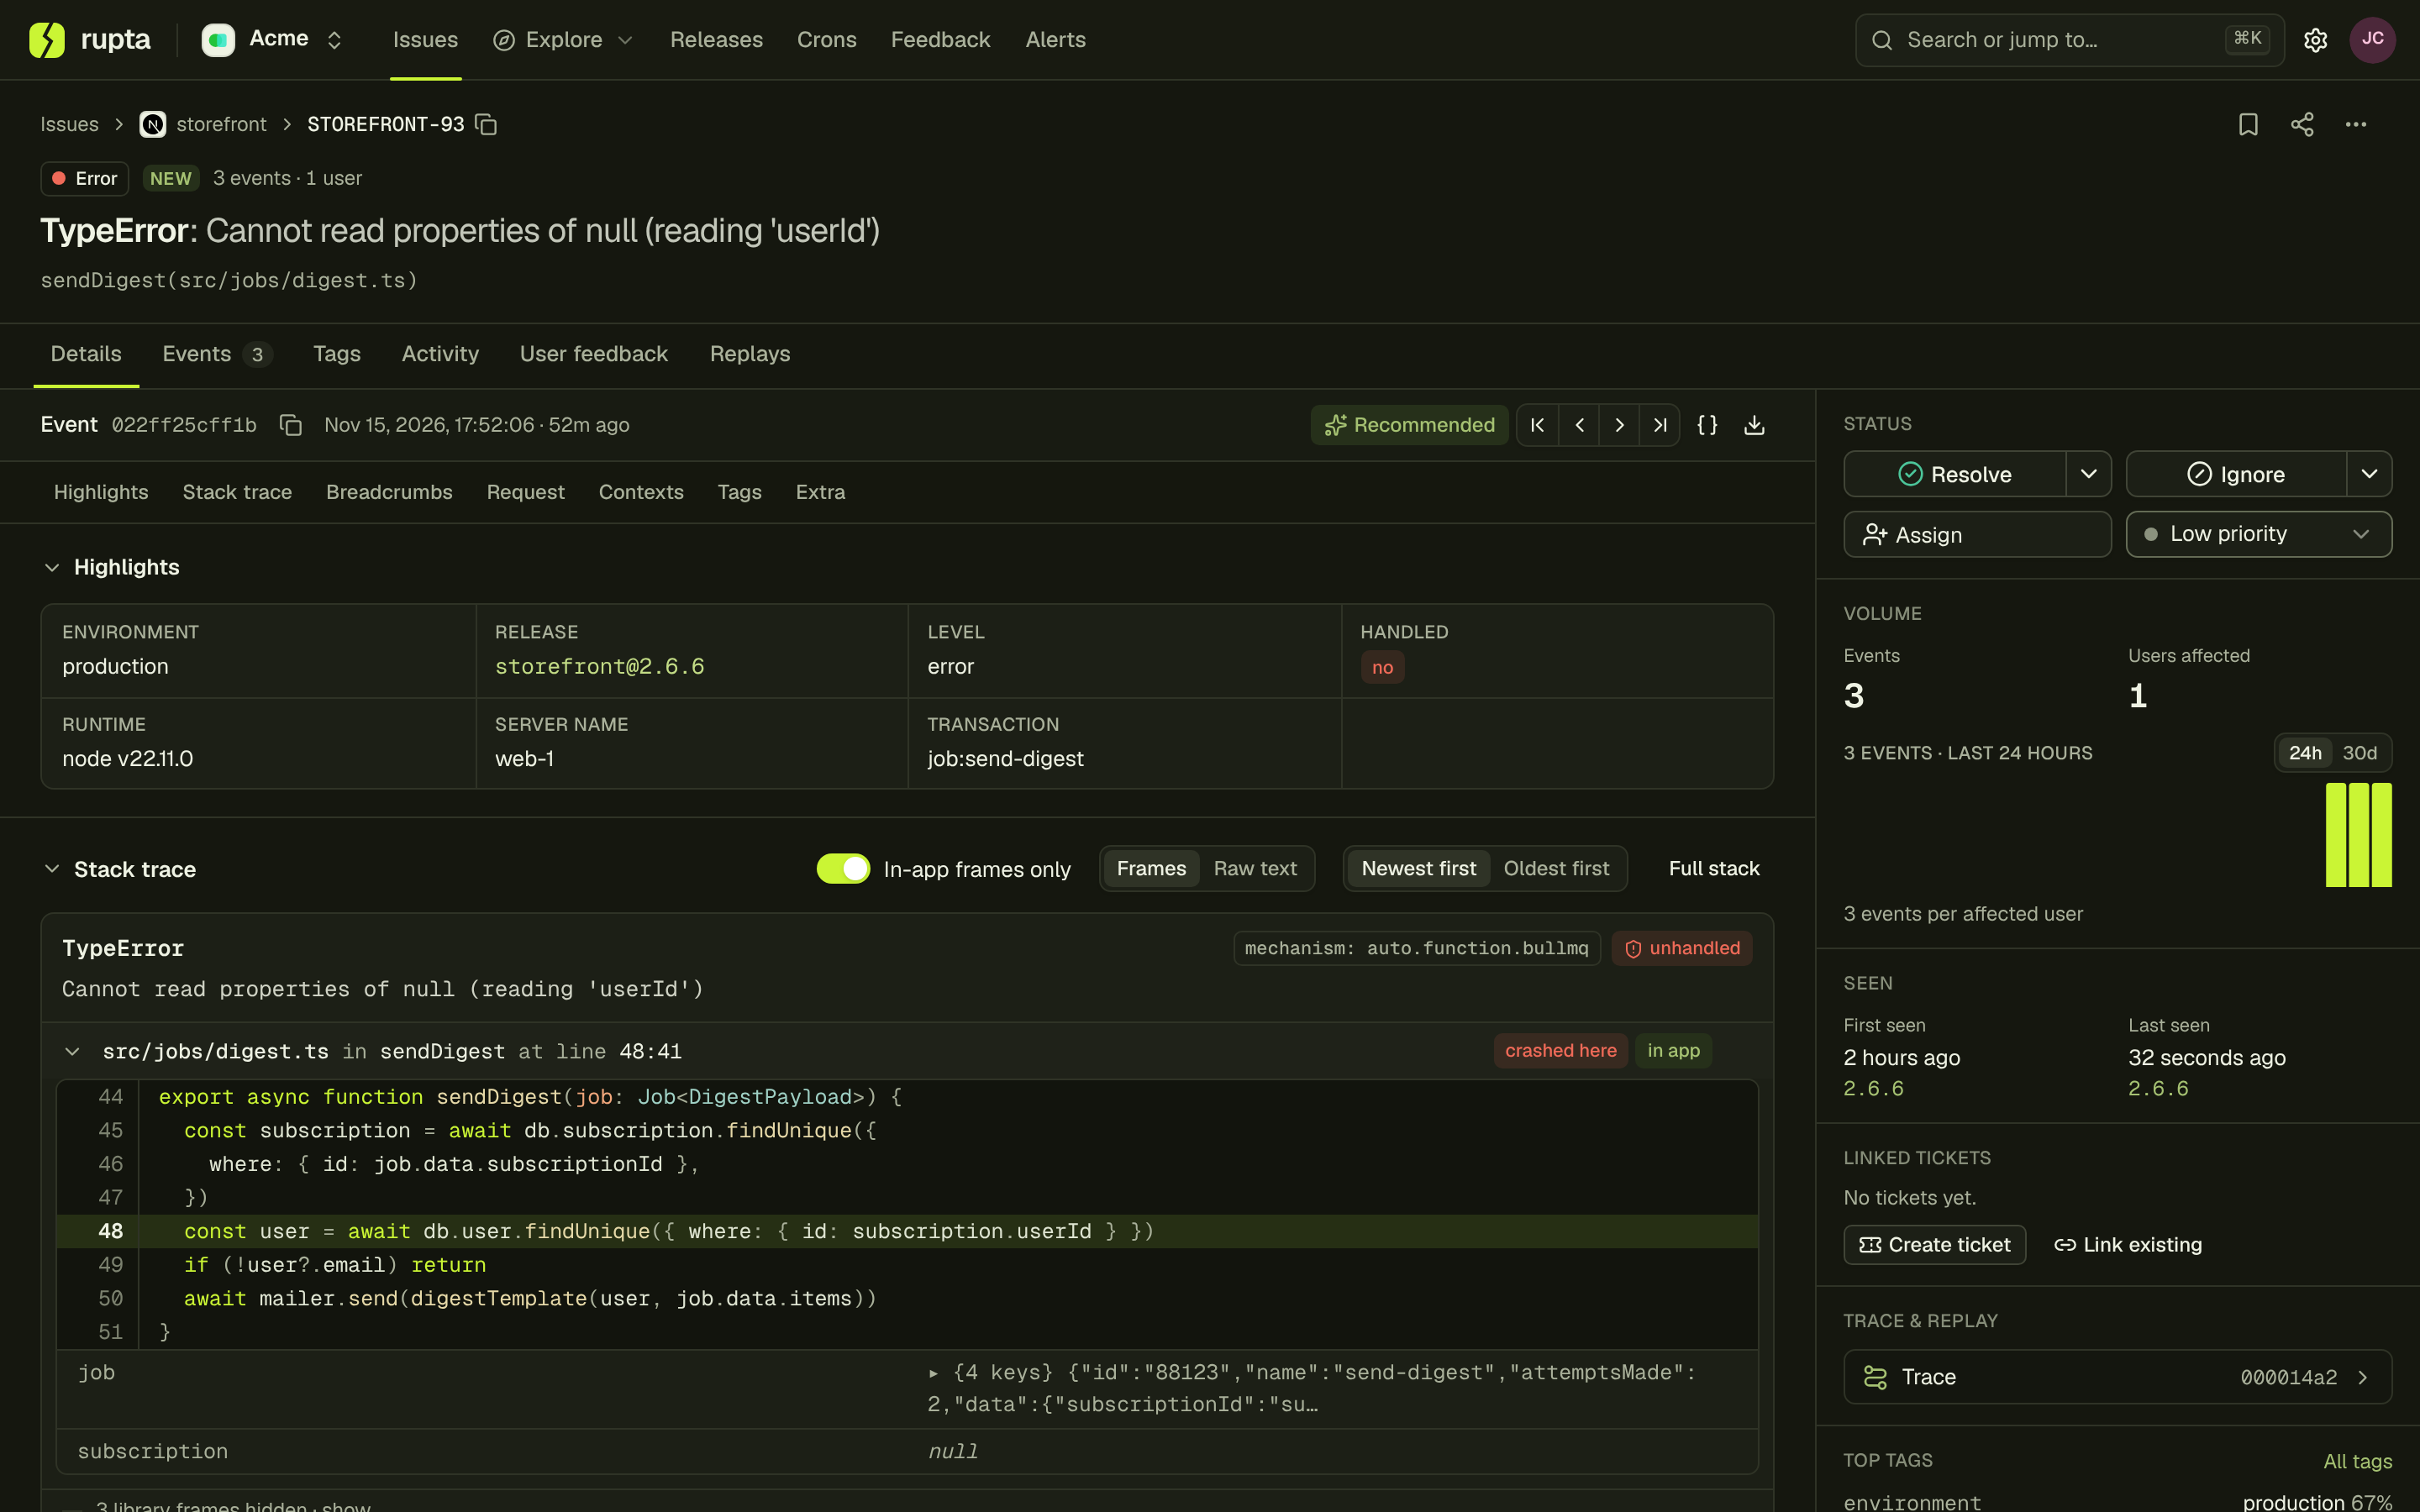 rupta
Acme
Issues
Explore
Releases
Crons
Feedback
Alerts
Search or jump to...
⌘K
JC
Issues
storefront
STOREFRONT-93
Error
NEW
3 events · 1 user
TypeError: Cannot read properties of null (reading 'userId')
sendDigest(src/jobs/digest.ts)
Details
Events 3
Tags
Activity
User feedback
Replays
Event 022ff25cff1b
Nov 15, 2026, 17:52:06 · 52m ago
Recommended
Highlights
Stack trace
Breadcrumbs
Request
Contexts
Tags
Extra
Highlights
ENVIRONMENT
production
RELEASE
storefront@2.6.6
LEVEL
error
HANDLED
no
RUNTIME
node v22.11.0
SERVER NAME
web-1
TRANSACTION
job:send-digest
Stack trace
In-app frames only
Frames
Raw text
Newest first
Oldest first
Full stack
TypeError
mechanism: auto.function.bullmq
unhandled
Cannot read properties of null (reading 'userId')
src/jobs/digest.ts in sendDigest at line 48:41
crashed here
in app
44 export async function sendDigest(job: Job<DigestPayload>) {
45 const subscription = await db.subscription.findUnique({
46 where: { id: job.data.subscriptionId },
47 })
48 const user = await db.user.findUnique({ where: { id: subscription.userId } })
49 if (!user?.email) return
50 await mailer.send(digestTemplate(user, job.data.items))
51 }
job
▸ {4 keys} {"id":"88123","name":"send-digest","attemptsMade":
2,"data":{"subscriptionId":"su…
subscription
null
3 library frames hidden · show
STATUS
Resolve
Ignore
Assign
Low priority
VOLUME
Events
3
Users affected
1
3 EVENTS · LAST 24 HOURS
24h
30d
3 events per affected user
SEEN
First seen
2 hours ago
2.6.6
Last seen
32 seconds ago
2.6.6
LINKED TICKETS
No tickets yet.
Create ticket
Link existing
TRACE & REPLAY
Trace
000014a2
TOP TAGS
All tags
environment
production 67%